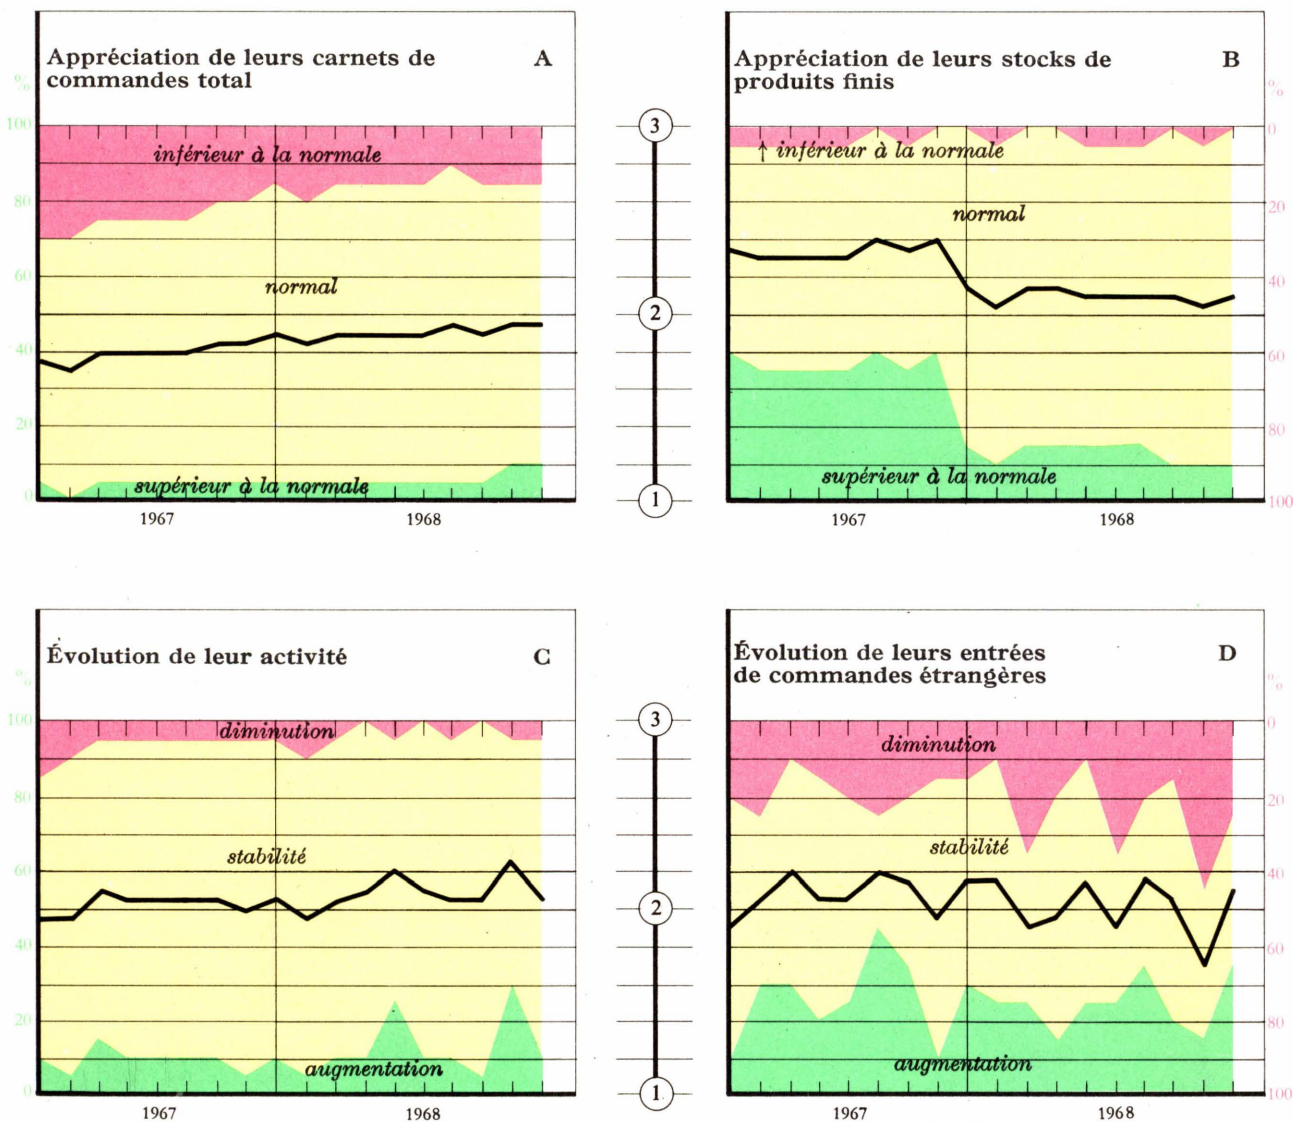 Appréciation de leurs carnets de
commandes total
A
%
100
80
60
40
20
0
inférieur à la normale
normal
supérieur à la normale
1967
1968
3
2
1
Appréciation de leurs stocks de
produits finis
B
%
0
20
40
60
80
100
↑ inférieur à la normale
normal
supérieur à la normale
1967
1968
Évolution de leur activité
C
%
100
80
60
40
20
0
diminution
stabilité
augmentation
1967
1968
3
2
1
Évolution de leurs entrées
de commandes étrangères
D
%
0
20
40
60
80
100
diminution
stabilité
augmentation
1967
1968